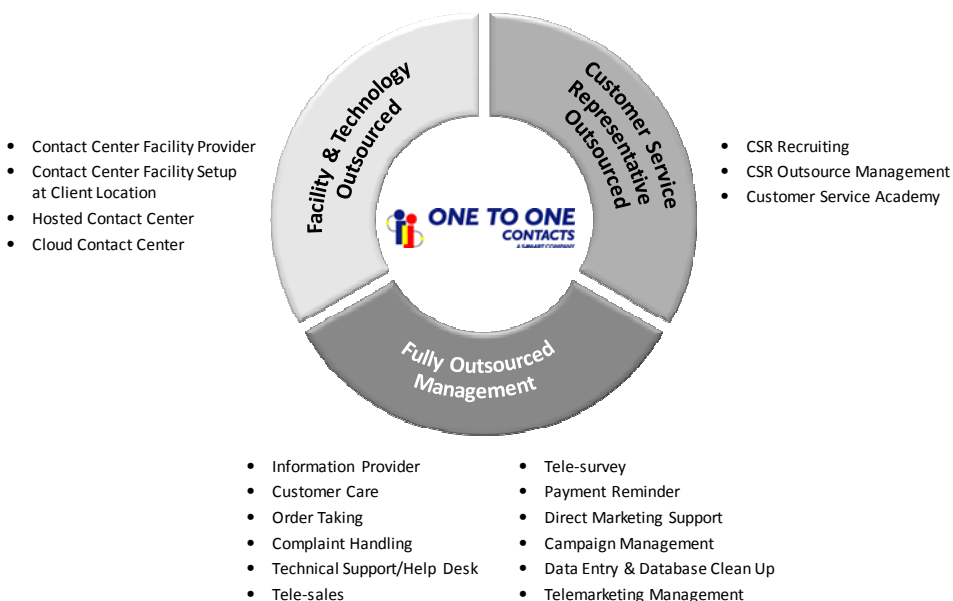 Facility & Technology
Outsourced
Customer Service
Representative
Outsourced
• Contact Center Facility Provider
• Contact Center Facility Setup
at Client Location
• Hosted Contact Center
• Cloud Contact Center
• CSR Recruiting
• CSR Outsource Management
• Customer Service Academy
ONE TO ONE
CONTACTS
A SAMART COMPANY
Fully Outsourced
Management
• Information Provider
• Customer Care
• Order Taking
• Complaint Handling
• Technical Support/Help Desk
• Tele-sales
• Tele-survey
• Payment Reminder
• Direct Marketing Support
• Campaign Management
• Data Entry & Database Clean Up
• Telemarketing Management